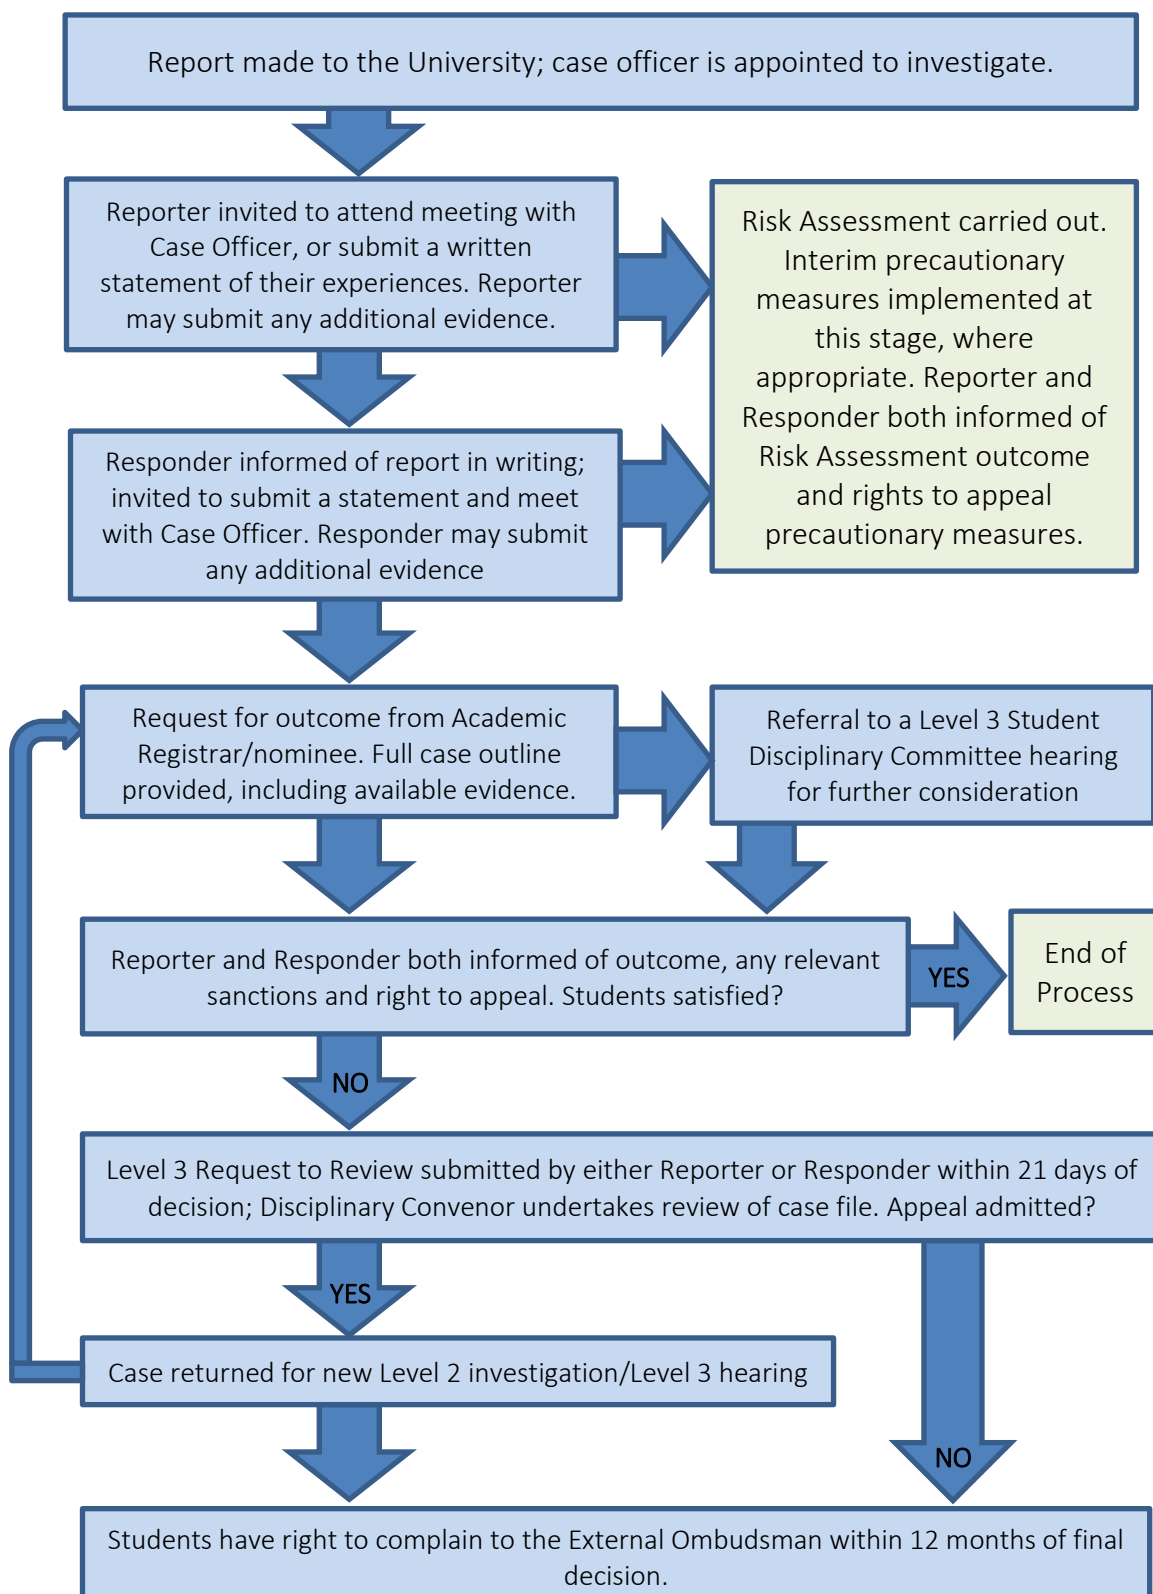 Report made to the University; case officer is appointed to investigate.
Reporter invited to attend meeting with
Case Officer, or submit a written
statement of their experiences. Reporter
may submit any additional evidence.
Risk Assessment carried out.
Interim precautionary
measures implemented at
this stage, where
appropriate. Reporter and
Responder both informed of
Risk Assessment outcome
and rights to appeal
precautionary measures.
Responder informed of report in writing;
invited to submit a statement and meet
with Case Officer. Responder may submit
any additional evidence
Request for outcome from Academic
Registrar/nominee. Full case outline
provided, including available evidence.
Referral to a Level 3 Student
Disciplinary Committee hearing
for further consideration
Reporter and Responder both informed of outcome, any relevant
sanctions and right to appeal. Students satisfied?
YES
End of
Process
NO
Level 3 Request to Review submitted by either Reporter or Responder within 21 days of
decision; Disciplinary Convenor undertakes review of case file. Appeal admitted?
YES
Case returned for new Level 2 investigation/Level 3 hearing
NO
Students have right to complain to the External Ombudsman within 12 months of final
decision.